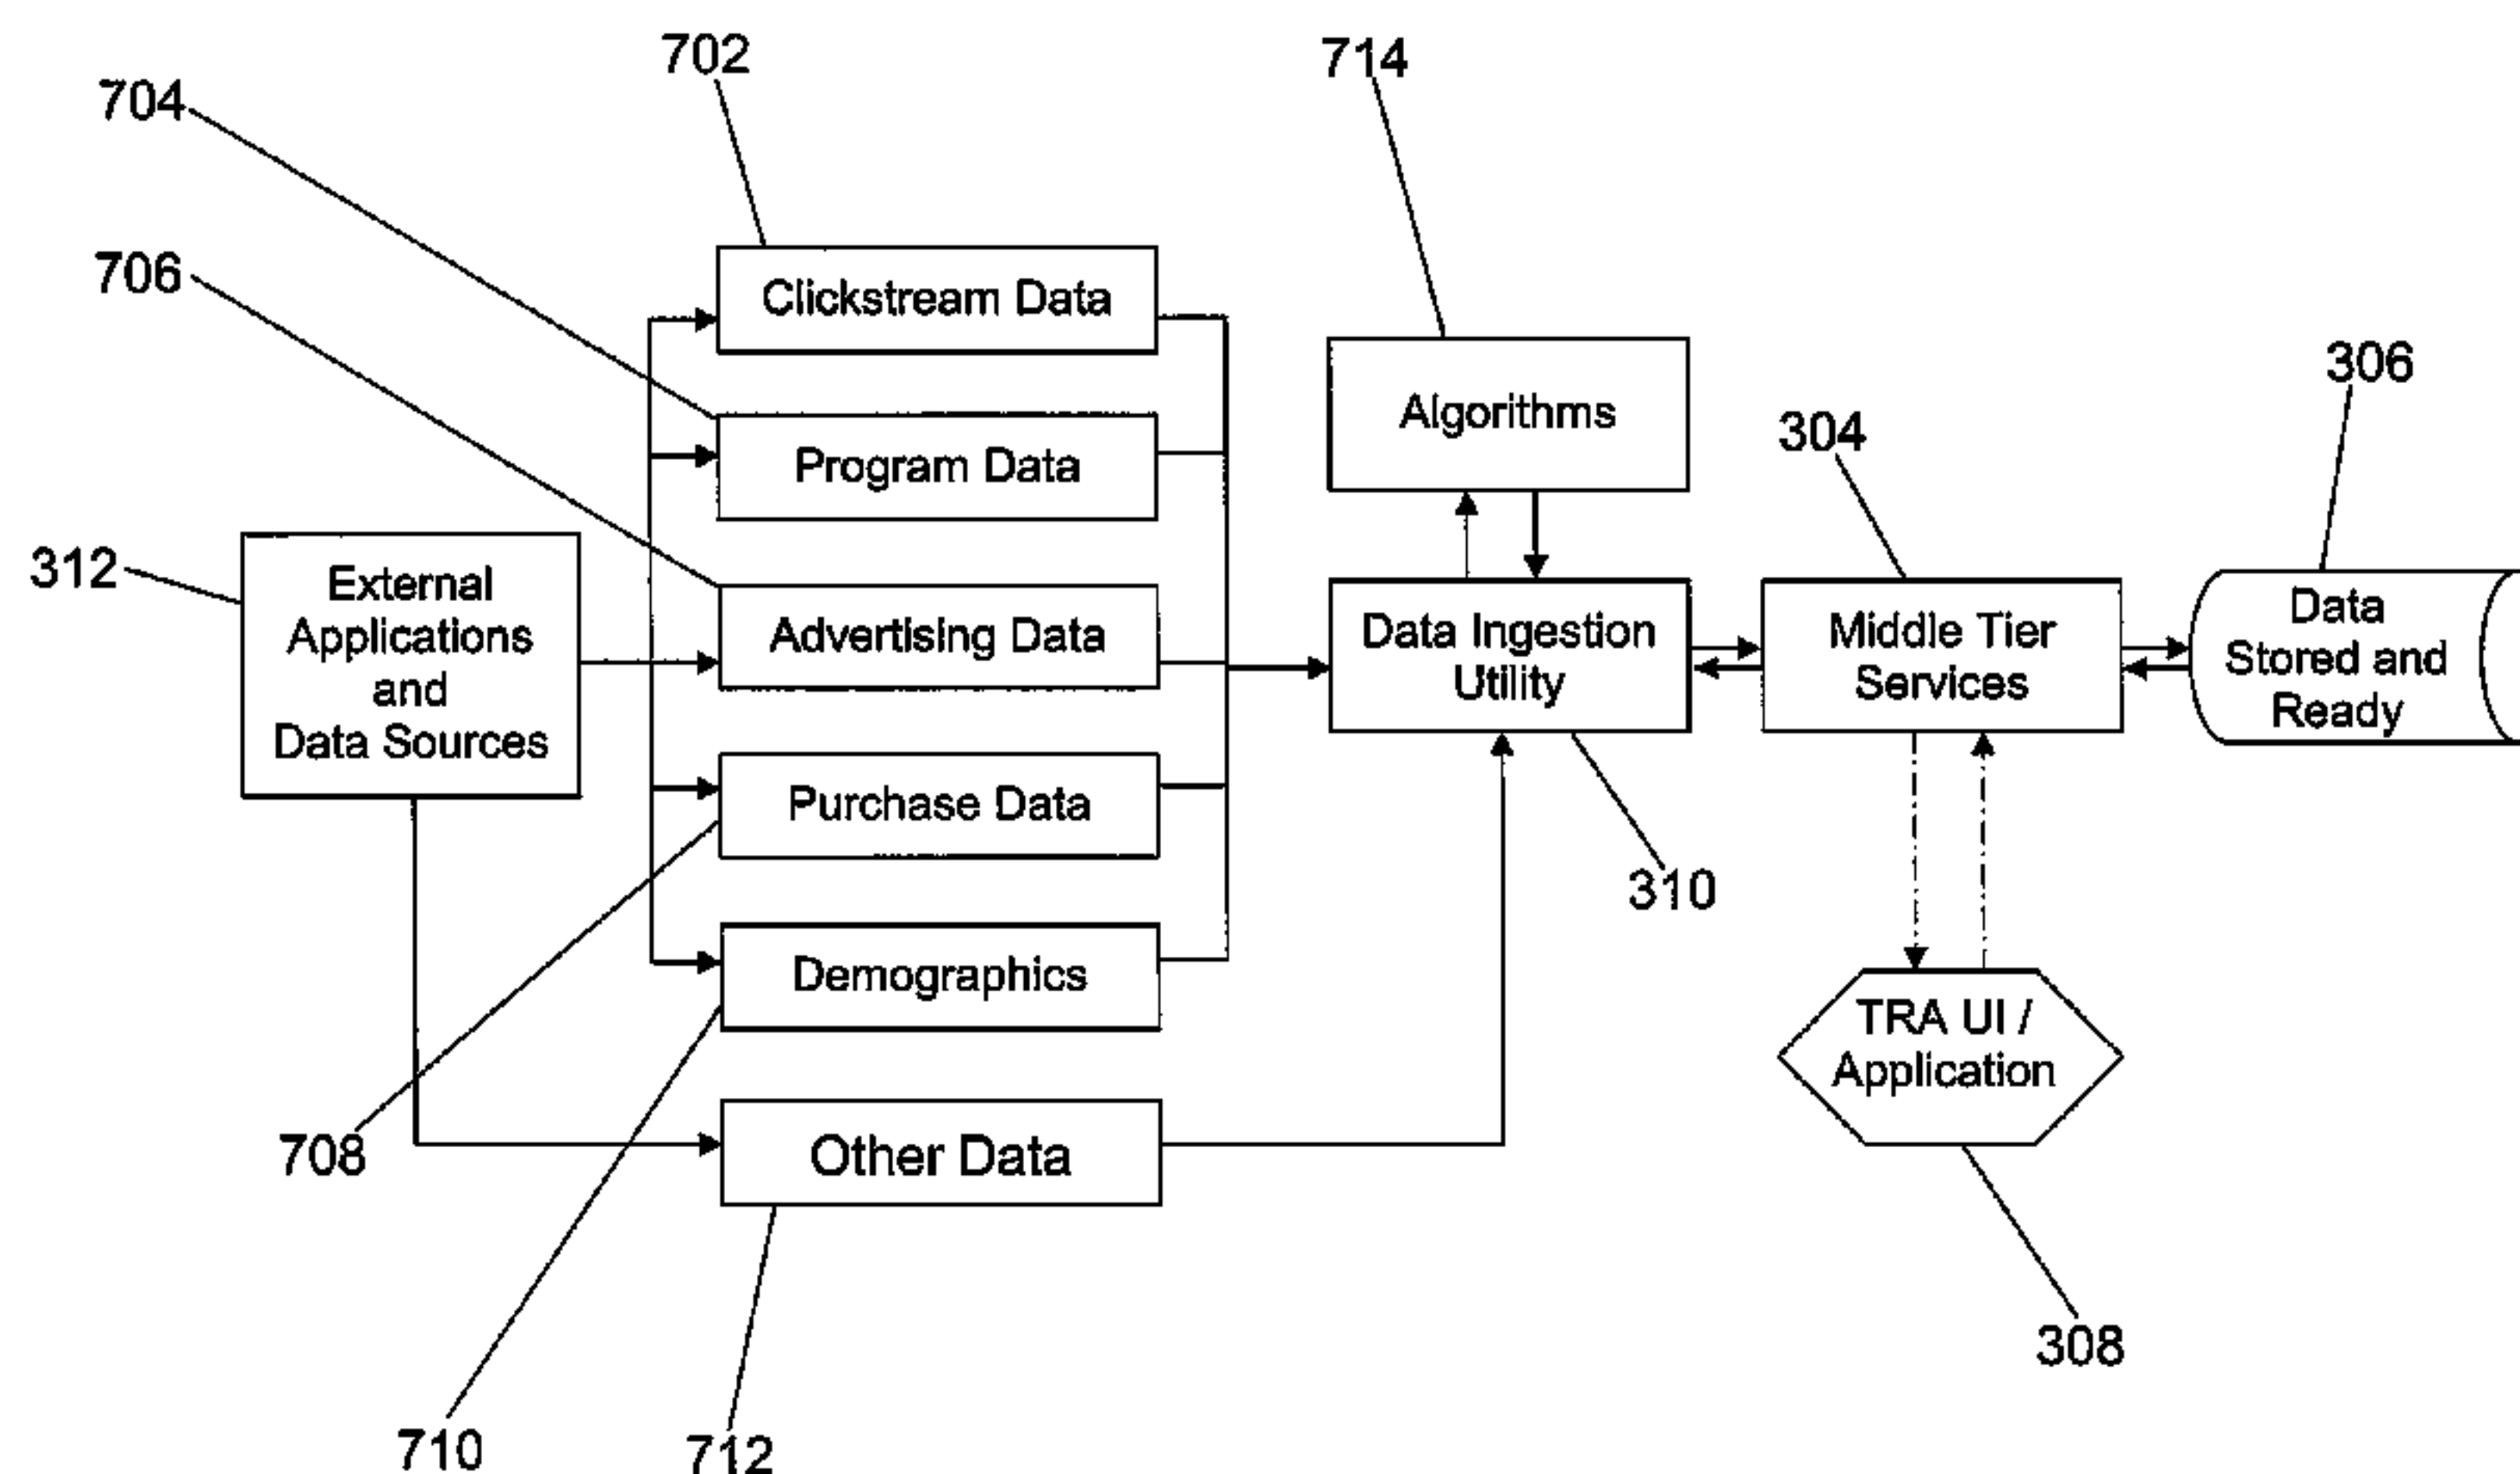 702
714
704
706
Clickstream Data
306
Algorithms
304
Program Data
312
External
Applications
and
Data Sources
Advertising Data
Data Ingestion
Utility
Middle Tier
Services
Data
Stored and
Ready
Purchase Data
310
Demographics
TRA UI /
Application
708
Other Data
308
710
712